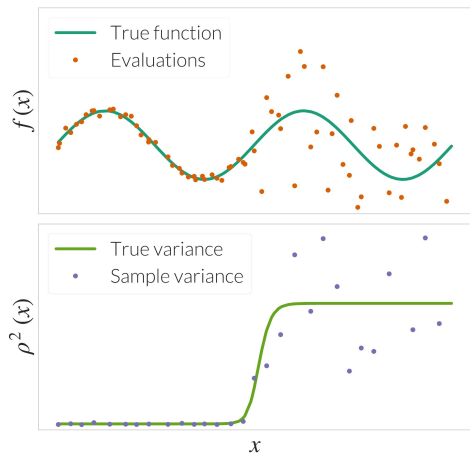 True function
Evaluations
f (x)
True variance
Sample variance
ρ² (x)
x